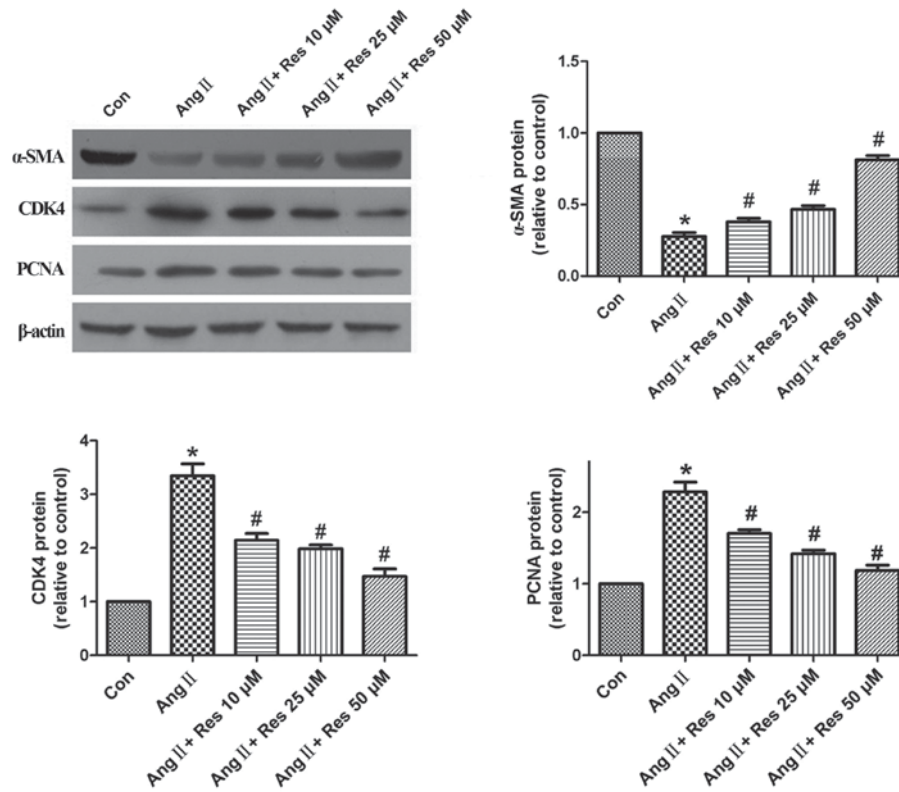 Con
Ang Ⅱ
Ang Ⅱ + Res 10 μM
Ang Ⅱ + Res 25 μM
Ang Ⅱ + Res 50 μM
α-SMA
CDK4
PCNA
β-actin
α-SMA protein
(relative to control)
1.5
1.0
0.5
0.0
*
#
#
#
Con
Ang Ⅱ
Ang Ⅱ + Res 10 μM
Ang Ⅱ + Res 25 μM
Ang Ⅱ + Res 50 μM
CDK4 protein
(relative to control)
4
3
2
1
0
*
#
#
#
Con
Ang Ⅱ
Ang Ⅱ + Res 10 μM
Ang Ⅱ + Res 25 μM
Ang Ⅱ + Res 50 μM
PCNA protein
(relative to control)
2
1
0
*
#
#
#
Con
Ang Ⅱ
Ang Ⅱ + Res 10 μM
Ang Ⅱ + Res 25 μM
Ang Ⅱ + Res 50 μM